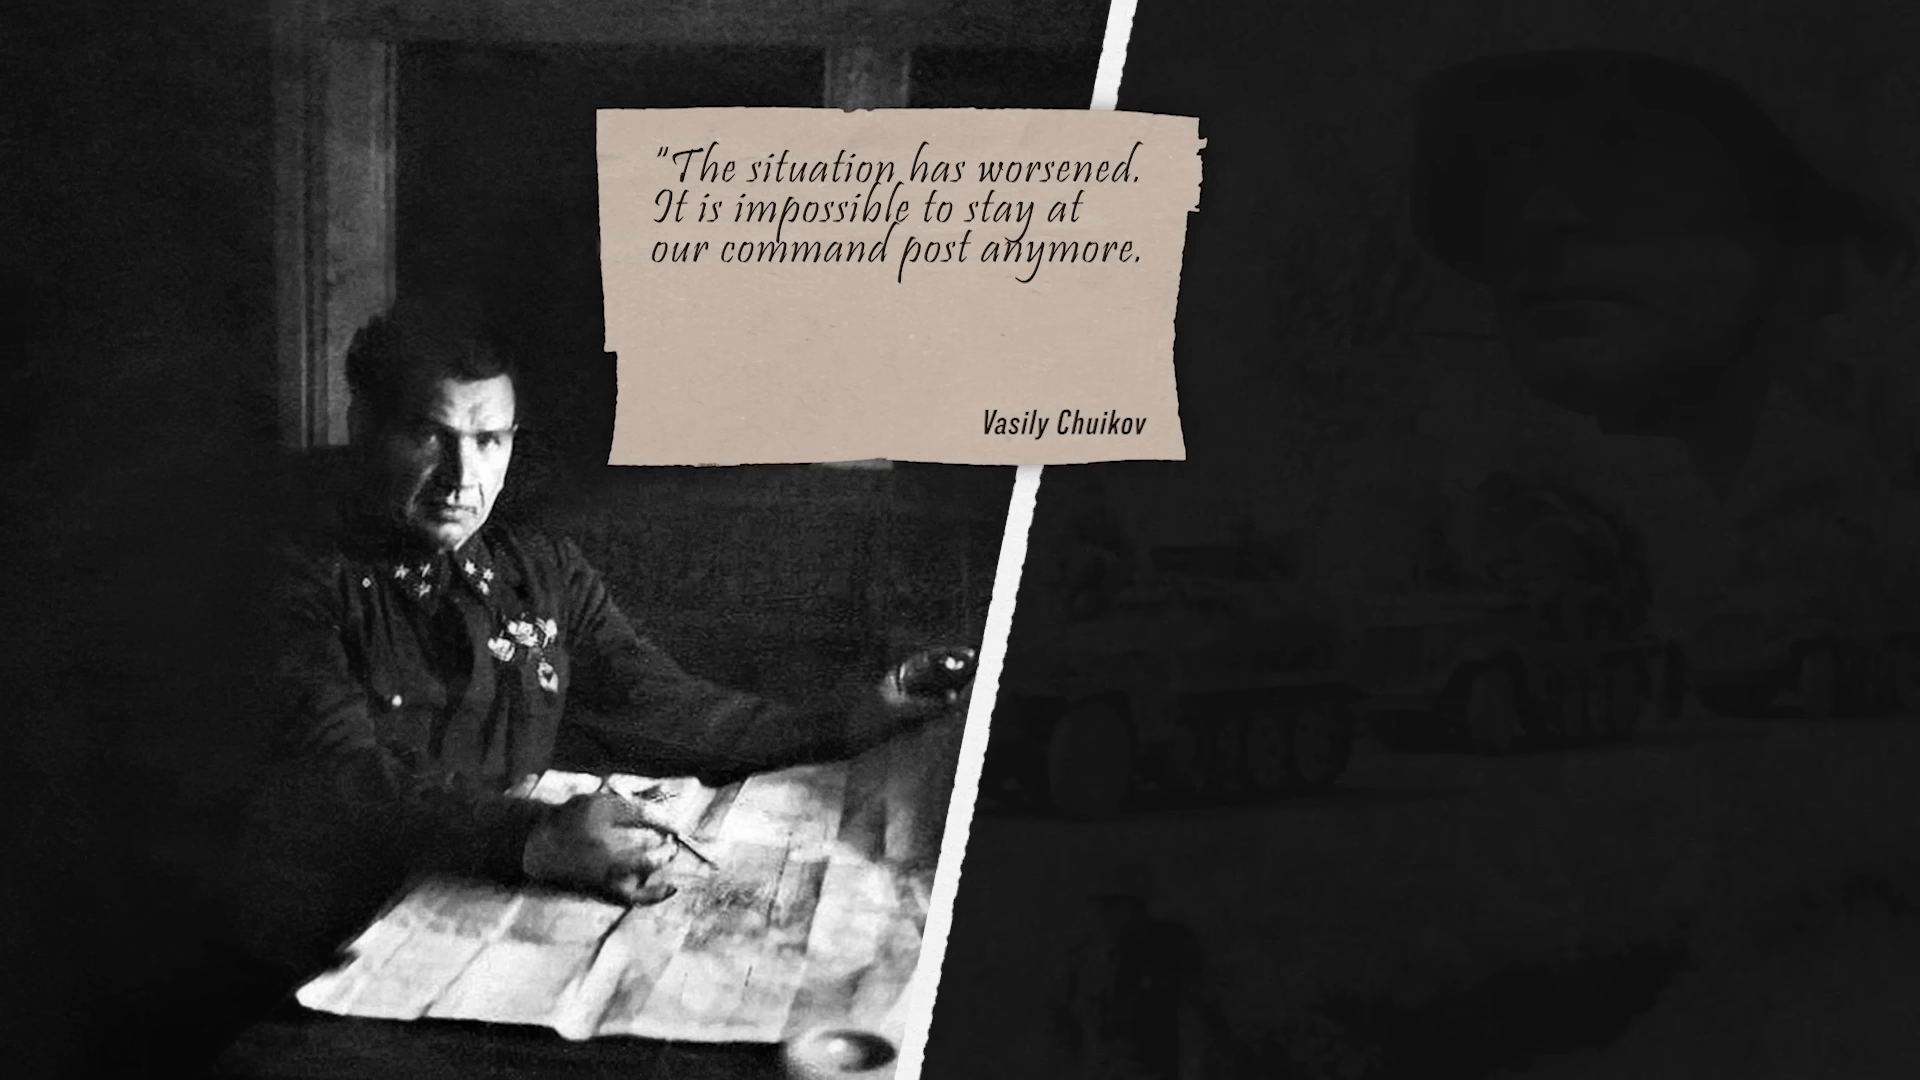 "The situation has worsened.
It is impossible to stay at
our command post anymore.
Vasily Chuikov